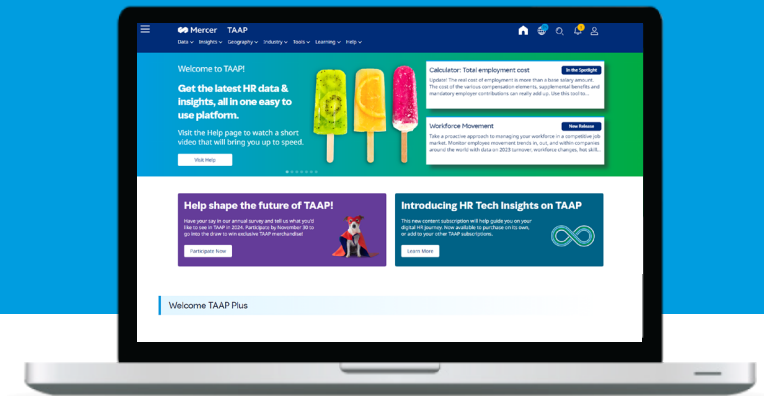 Mercer TAAP
Data Insights Geography Industry Tools Learning Help
Welcome to TAAP!
Get the latest HR data &
insights, all in one easy to
use platform.
Visit the Help page to watch a short
video that will bring you up to speed.
Visit Help
Calculator: Total employment cost
In the Spotlight
Update! The real cost of employment is more than a base salary amount.
The cost of the various compensation elements, supplemental benefits and
mandatory employer contributions can really add up. Use this tool to...
Workforce Movement
New Release
Take a proactive approach to managing your workforce in a competitive job
market. Monitor employee movement trends in, out, and within companies
around the world with data on 2023 turnover, workforce changes, Not skill...
Help shape the future of TAAP!
Have your say in our annual survey and tell us what you'd
like to see in TAAP in 2024. Participate by November 30 to
go into the draw to win exclusive TAAP merchandise!
Participate Now
Introducing HR Tech Insights on TAAP
This new content subscription will help guide you on your
digital HR journey. Now available to purchase on its own,
or add to your other TAAP subscriptions.
Learn More
Welcome TAAP Plus